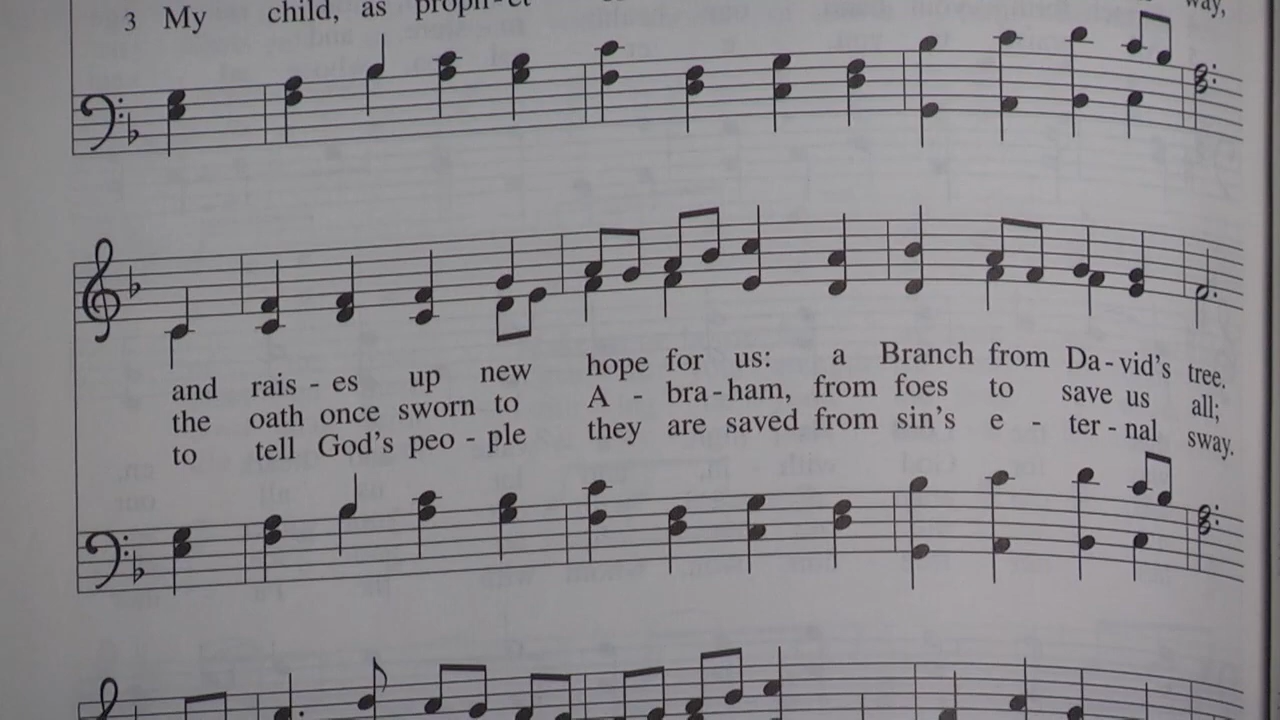 3 My child, as prophet way,
and rais - es up new hope for us: a Branch from Da - vid's tree.
the oath once sworn to A - bra - ham, from foes to save us all;
to tell God's peo - ple they are saved from sin's e - ter - nal sway.